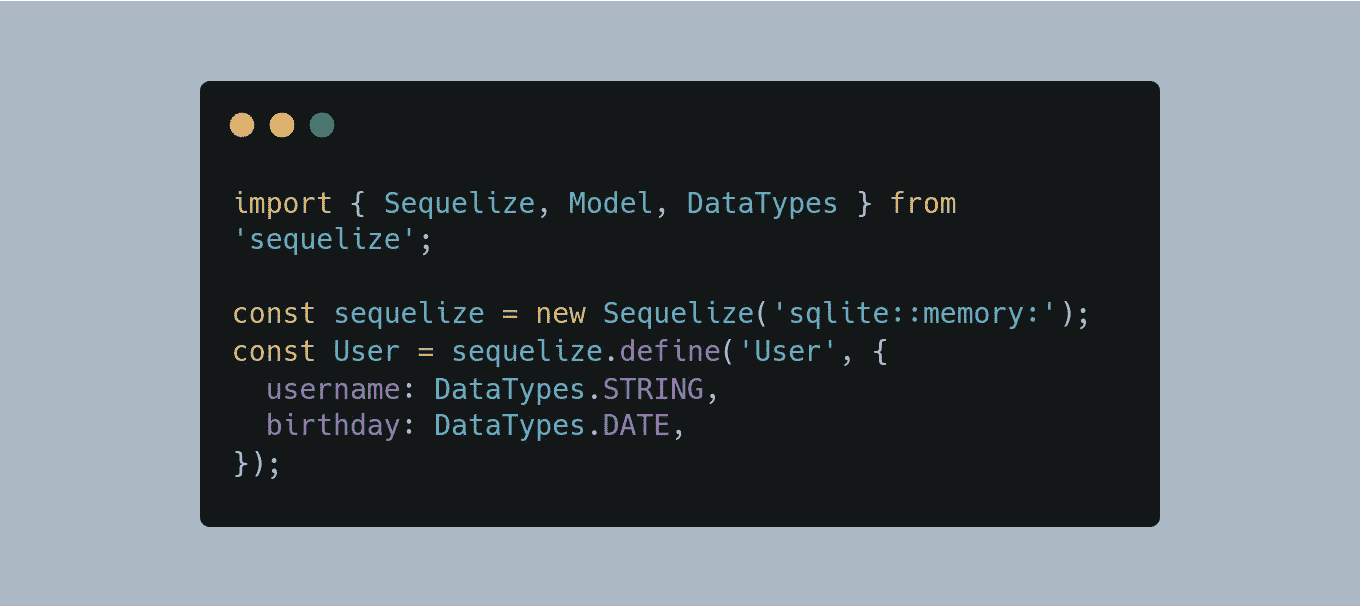 import { Sequelize, Model, DataTypes } from
'sequelize';

const sequelize = new Sequelize('sqlite::memory:');
const User = sequelize.define('User', {
  username: DataTypes.STRING,
  birthday: DataTypes.DATE,
});